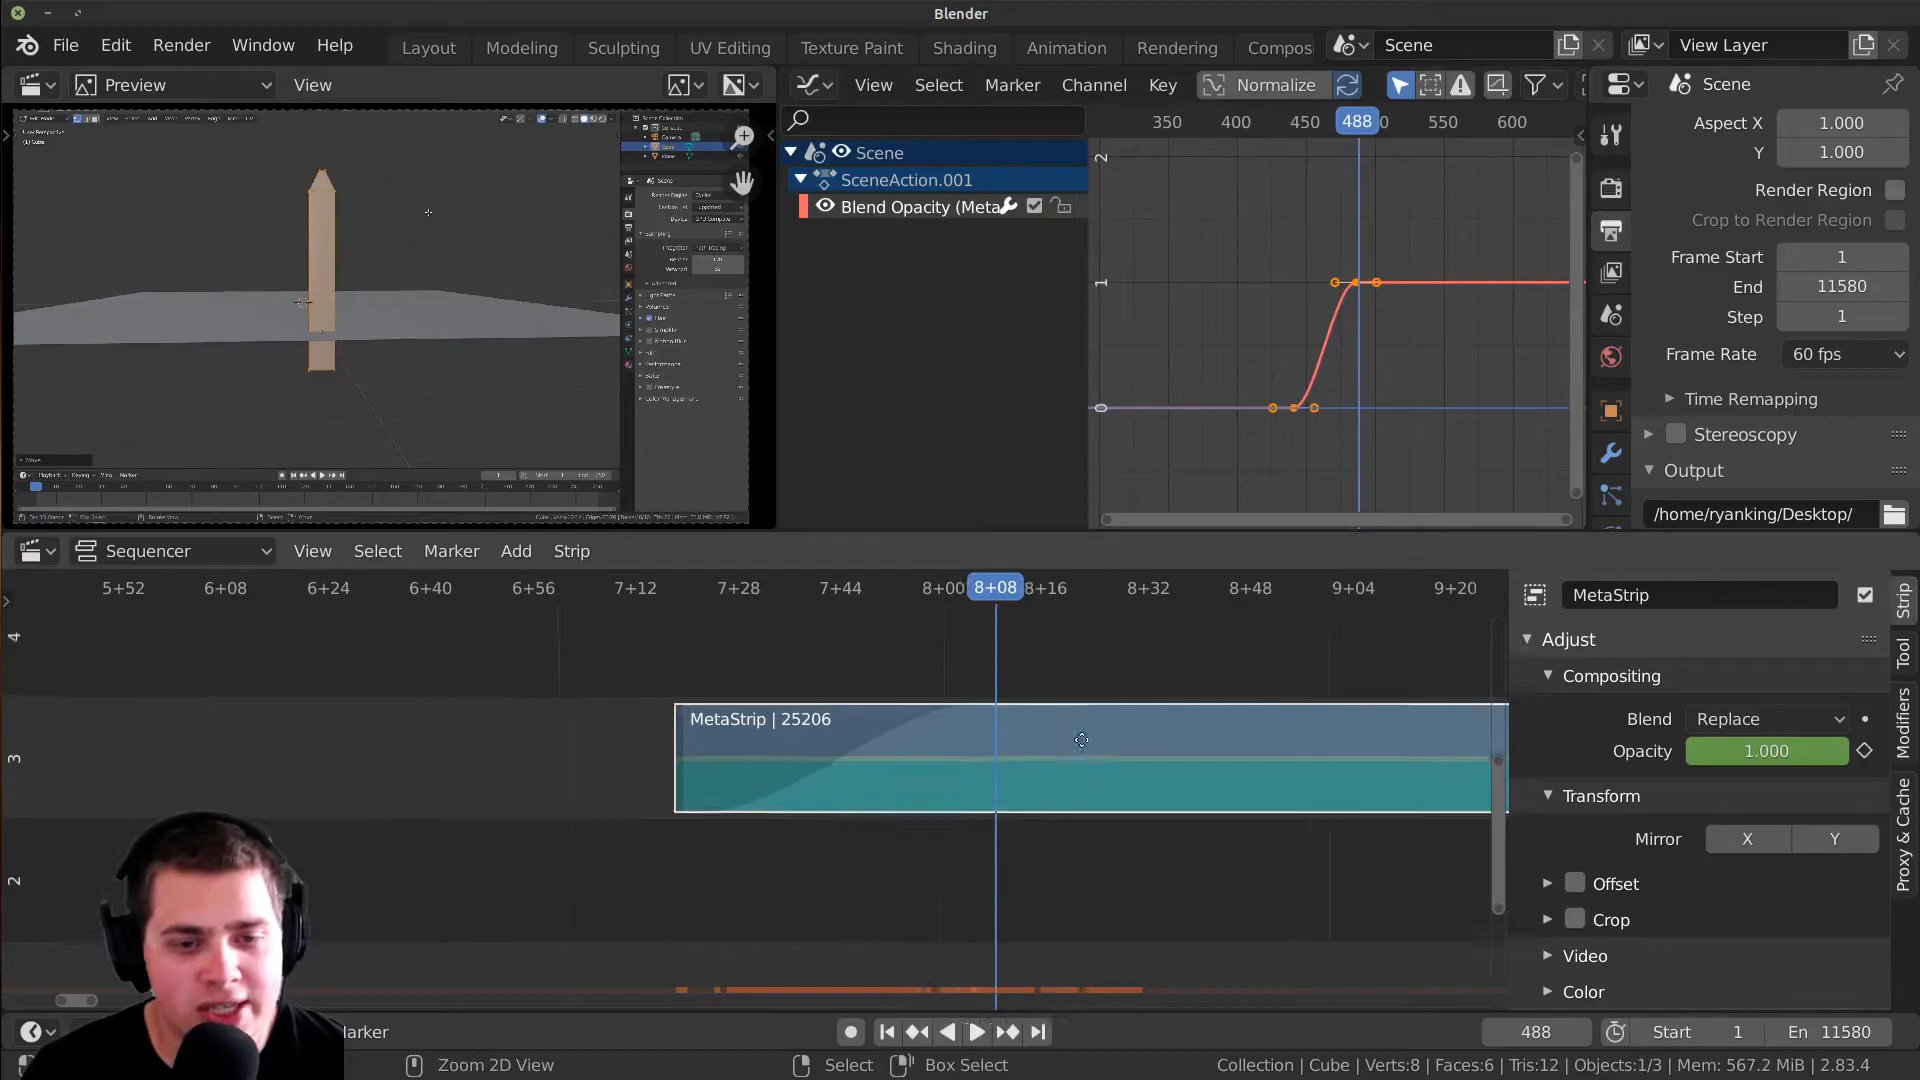 Blender
File Edit Render Window Help Layout Modeling Sculpting UV Editing Texture Paint Shading Animation Rendering Compos Scene View Layer
Preview View
View Select Marker Channel Key Normalize
Scene
350 400 450 488 0 550 600
Scene
SceneAction.001
Blend Opacity (Meta
2
1
Aspect X 1.000
Y 1.000
Render Region
Crop to Render Region
Frame Start 1
End 11580
Step 1
Frame Rate 60 fps
Time Remapping
Stereoscopy
Output
/home/ryanking/Desktop/
Sequencer View Select Marker Add Strip
5+52 6+08 6+24 6+40 6+56 7+12 7+28 7+44 8+00 8+08 8+16 8+32 8+48 9+04 9+20
4
3
2
MetaStrip | 25206
MetaStrip
Adjust
Compositing
Blend Replace
Opacity 1.000
Transform
Mirror X Y
Offset
Crop
Video
Color
Strip
Tool
Modifiers
Proxy & Cache
larker
488 Start 1 En 11580
Zoom 2D View Select Box Select Collection | Cube | Verts:8 | Faces:6 | Tris:12 | Objects:1/3 | Mem: 567.2 MiB | 2.83.4